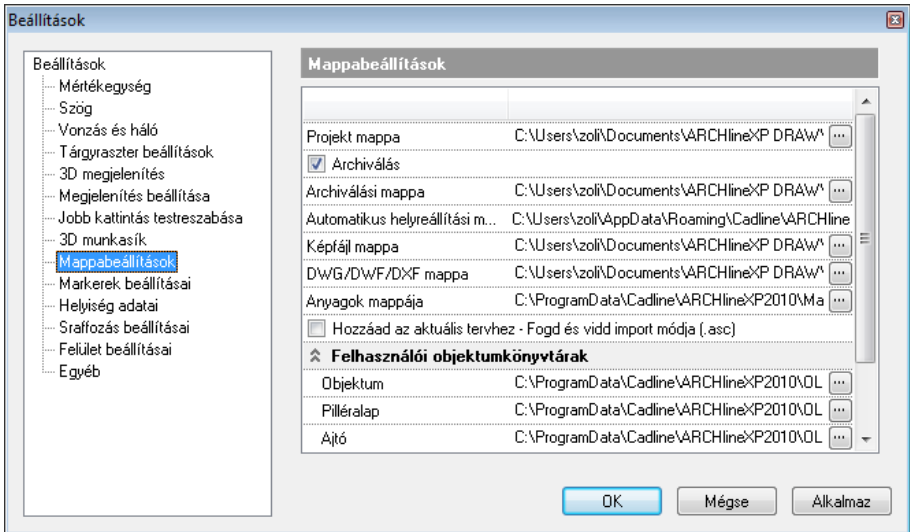 Beállítások
Beállítások
Mértékegység
Szög
Vonzás és háló
Tárgyraszter beállítások
3D megjelenítés
Megjelenítés beállítása
Jobb kattintás testreszabása
3D munkasík
Mappabeállítások
Markerek beállításai
Helyiség adatai
Sraffozás beállításai
Felület beállításai
Egyéb
Mappabeállítások
Projekt mappa C:\Users\zoli\Documents\ARCHlineXP DRAW\ ...
Archiválás
Archiválási mappa C:\Users\zoli\Documents\ARCHlineXP DRAW\ ...
Automatikus helyreállítási m... C:\Users\zoli\AppData\Roaming\Cadline\ARCHline
Képfájl mappa C:\Users\zoli\Documents\ARCHlineXP DRAW\ ...
DWG/DWF/DXF mappa C:\Users\zoli\Documents\ARCHlineXP DRAW\ ...
Anyagok mappája C:\ProgramData\Cadline\ARCHlineXP2010\Ma ...
Hozzáad az aktuális tervhez - Fogd és vidd import módja (.asc)
Felhasználói objektumkönyvtárak
Objektum C:\ProgramData\Cadline\ARCHlineXP2010\OL ...
Pilléralap C:\ProgramData\Cadline\ARCHlineXP2010\OL ...
Ajtó C:\ProgramData\Cadline\ARCHlineXP2010\OL ...
OK Mégse Alkalmaz